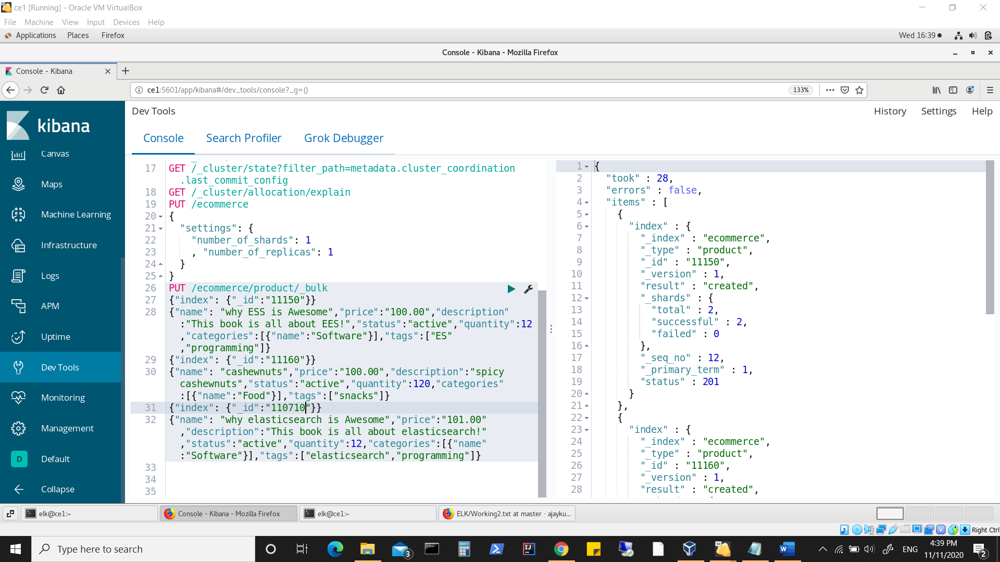 ce1 [Running] - Oracle VM VirtualBox
File Machine View Input Devices Help
Applications Places Firefox
Wed 16:39
Console - Kibana - Mozilla Firefox
Console - Kibana
ce1:5601/app/kibana#/dev_tools/console?_g=()
133%
kibana
Canvas
Maps
Machine Learning
Infrastructure
Logs
APM
Uptime
Dev Tools
Monitoring
Management
D Default
Collapse
Dev Tools
History Settings Help
Console Search Profiler Grok Debugger
17 GET /_cluster/state?filter_path=metadata.cluster_coordination
.last_commit_config
18 GET /_cluster/allocation/explain
19 PUT /ecommerce
20 {
21 "settings": {
22 "number_of_shards": 1
23 , "number_of_replicas": 1
24 }
25 }
26 PUT /ecommerce/product/_bulk
27 {"index": {"_id":"11150"}}
28 {"name": "why ESS is Awesome","price":"100.00","description"
:"This book is all about EES!","status":"active","quantity":12
,"categories":[{"name":"Software"}],"tags":["ES"
,"programming"]}
29 {"index": {"_id":"11160"}}
30 {"name": "cashewnuts","price":"100.00","description":"spicy
cashewnuts","status":"active","quantity":120,"categories"
:[{"name":"Food"}],"tags":["snacks"]}
31 {"index": {"_id":"110710"}}
32 {"name": "why elasticsearch is Awesome","price":"101.00"
,"description":"This book is all about elasticsearch!"
,"status":"active","quantity":12,"categories":[{"name"
:"Software"}],"tags":["elasticsearch","programming"]}
33
34
35
1 {
2 "took" : 28,
3 "errors" : false,
4 "items" : [
5 {
6 "index" : {
7 "_index" : "ecommerce",
8 "_type" : "product",
9 "_id" : "11150",
10 "_version" : 1,
11 "result" : "created",
12 "_shards" : {
13 "total" : 2,
14 "successful" : 2,
15 "failed" : 0
16 },
17 "_seq_no" : 12,
18 "_primary_term" : 1,
19 "status" : 201
20 }
21 },
22 {
23 "index" : {
24 "_index" : "ecommerce",
25 "_type" : "product",
26 "_id" : "11160",
27 "_version" : 1,
28 "result" : "created",
elk@ce1:~
Console - Kibana - Mozilla Firefox
elk@ce1:~
ELK/Working2.txt at master · ajayku...
Right Ctrl
Type here to search
3
ENG
4:39 PM
11/11/2020
2